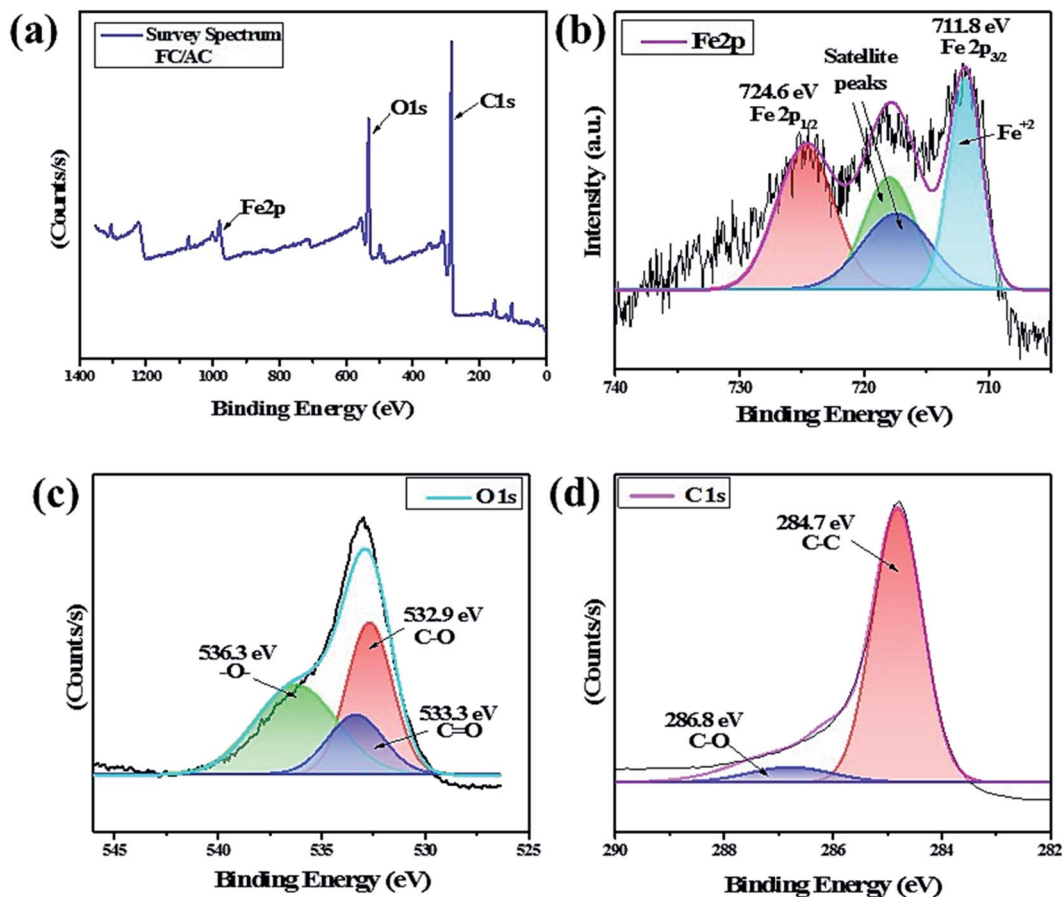 (a)
Survey Spectrum
FC/AC
O1s
C1s
Fe2p
(Counts/s)
1400 1200 1000 800 600 400 200 0
Binding Energy (eV)
(b)
Fe2p
711.8 eV
Fe 2p3/2
Satellite
peaks
724.6 eV
Fe 2p1/2
Fe+2
Intensity (a.u.)
740 730 720 710
Binding Energy (eV)
(c)
O1s
532.9 eV
C-O
536.3 eV
-O-
533.3 eV
C=O
(Counts/s)
545 540 535 530 525
Binding Energy (eV)
(d)
C1s
284.7 eV
C-C
286.8 eV
C-O
((Counts/s)
290 288 286 284 282
Binding Energy (eV)